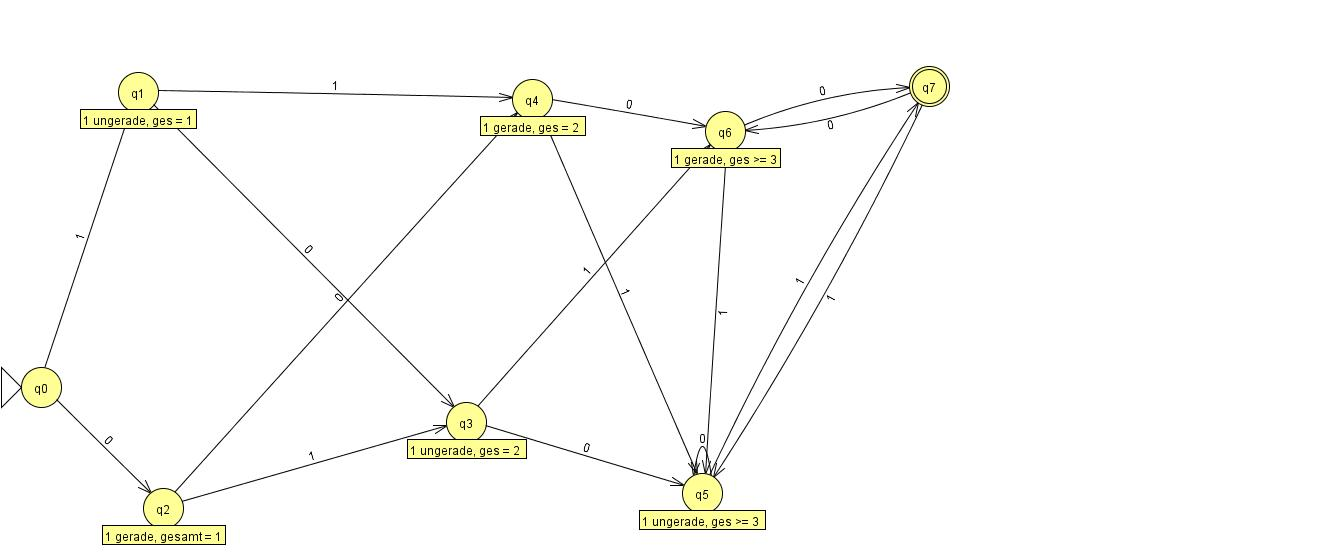 q1
1 ungerade, ges = 1
1
q4
1 gerade, ges = 2
0
q6
1 gerade, ges >= 3
0
0
q7
1
0
0
1
1
1
1
1
q0
0
q2
1 gerade, gesamt = 1
1
q3
1 ungerade, ges = 2
0
0
q5
1 ungerade, ges >= 3